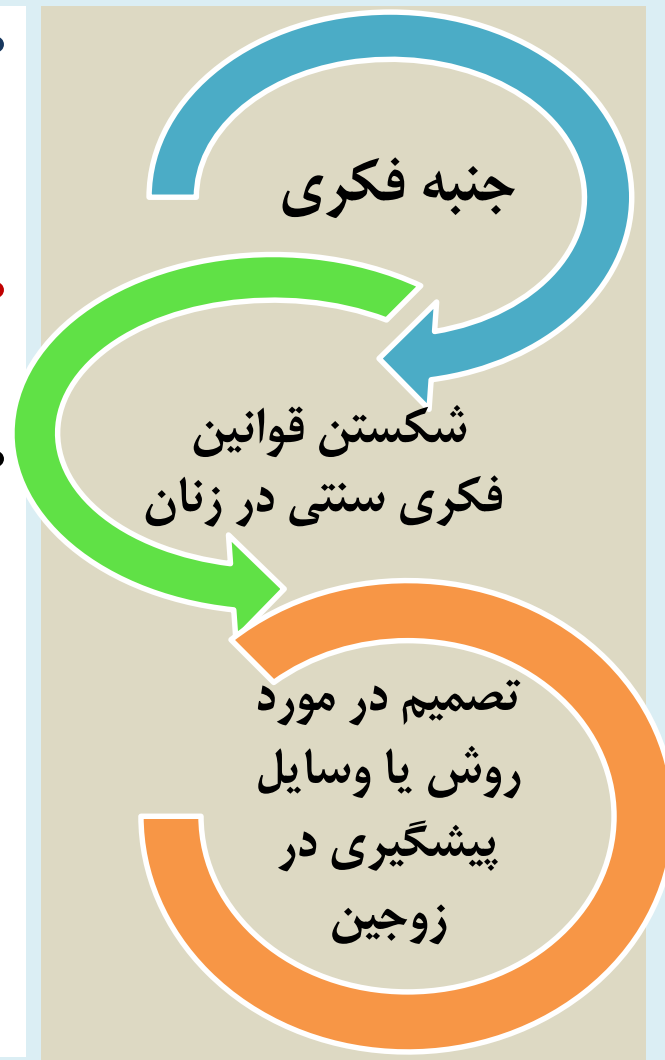 جنبه فکری
شکستن قوانین
فکری سنتی در زنان
تصمیم در مورد
روش یا وسایل
پیشگیری در
زوجین